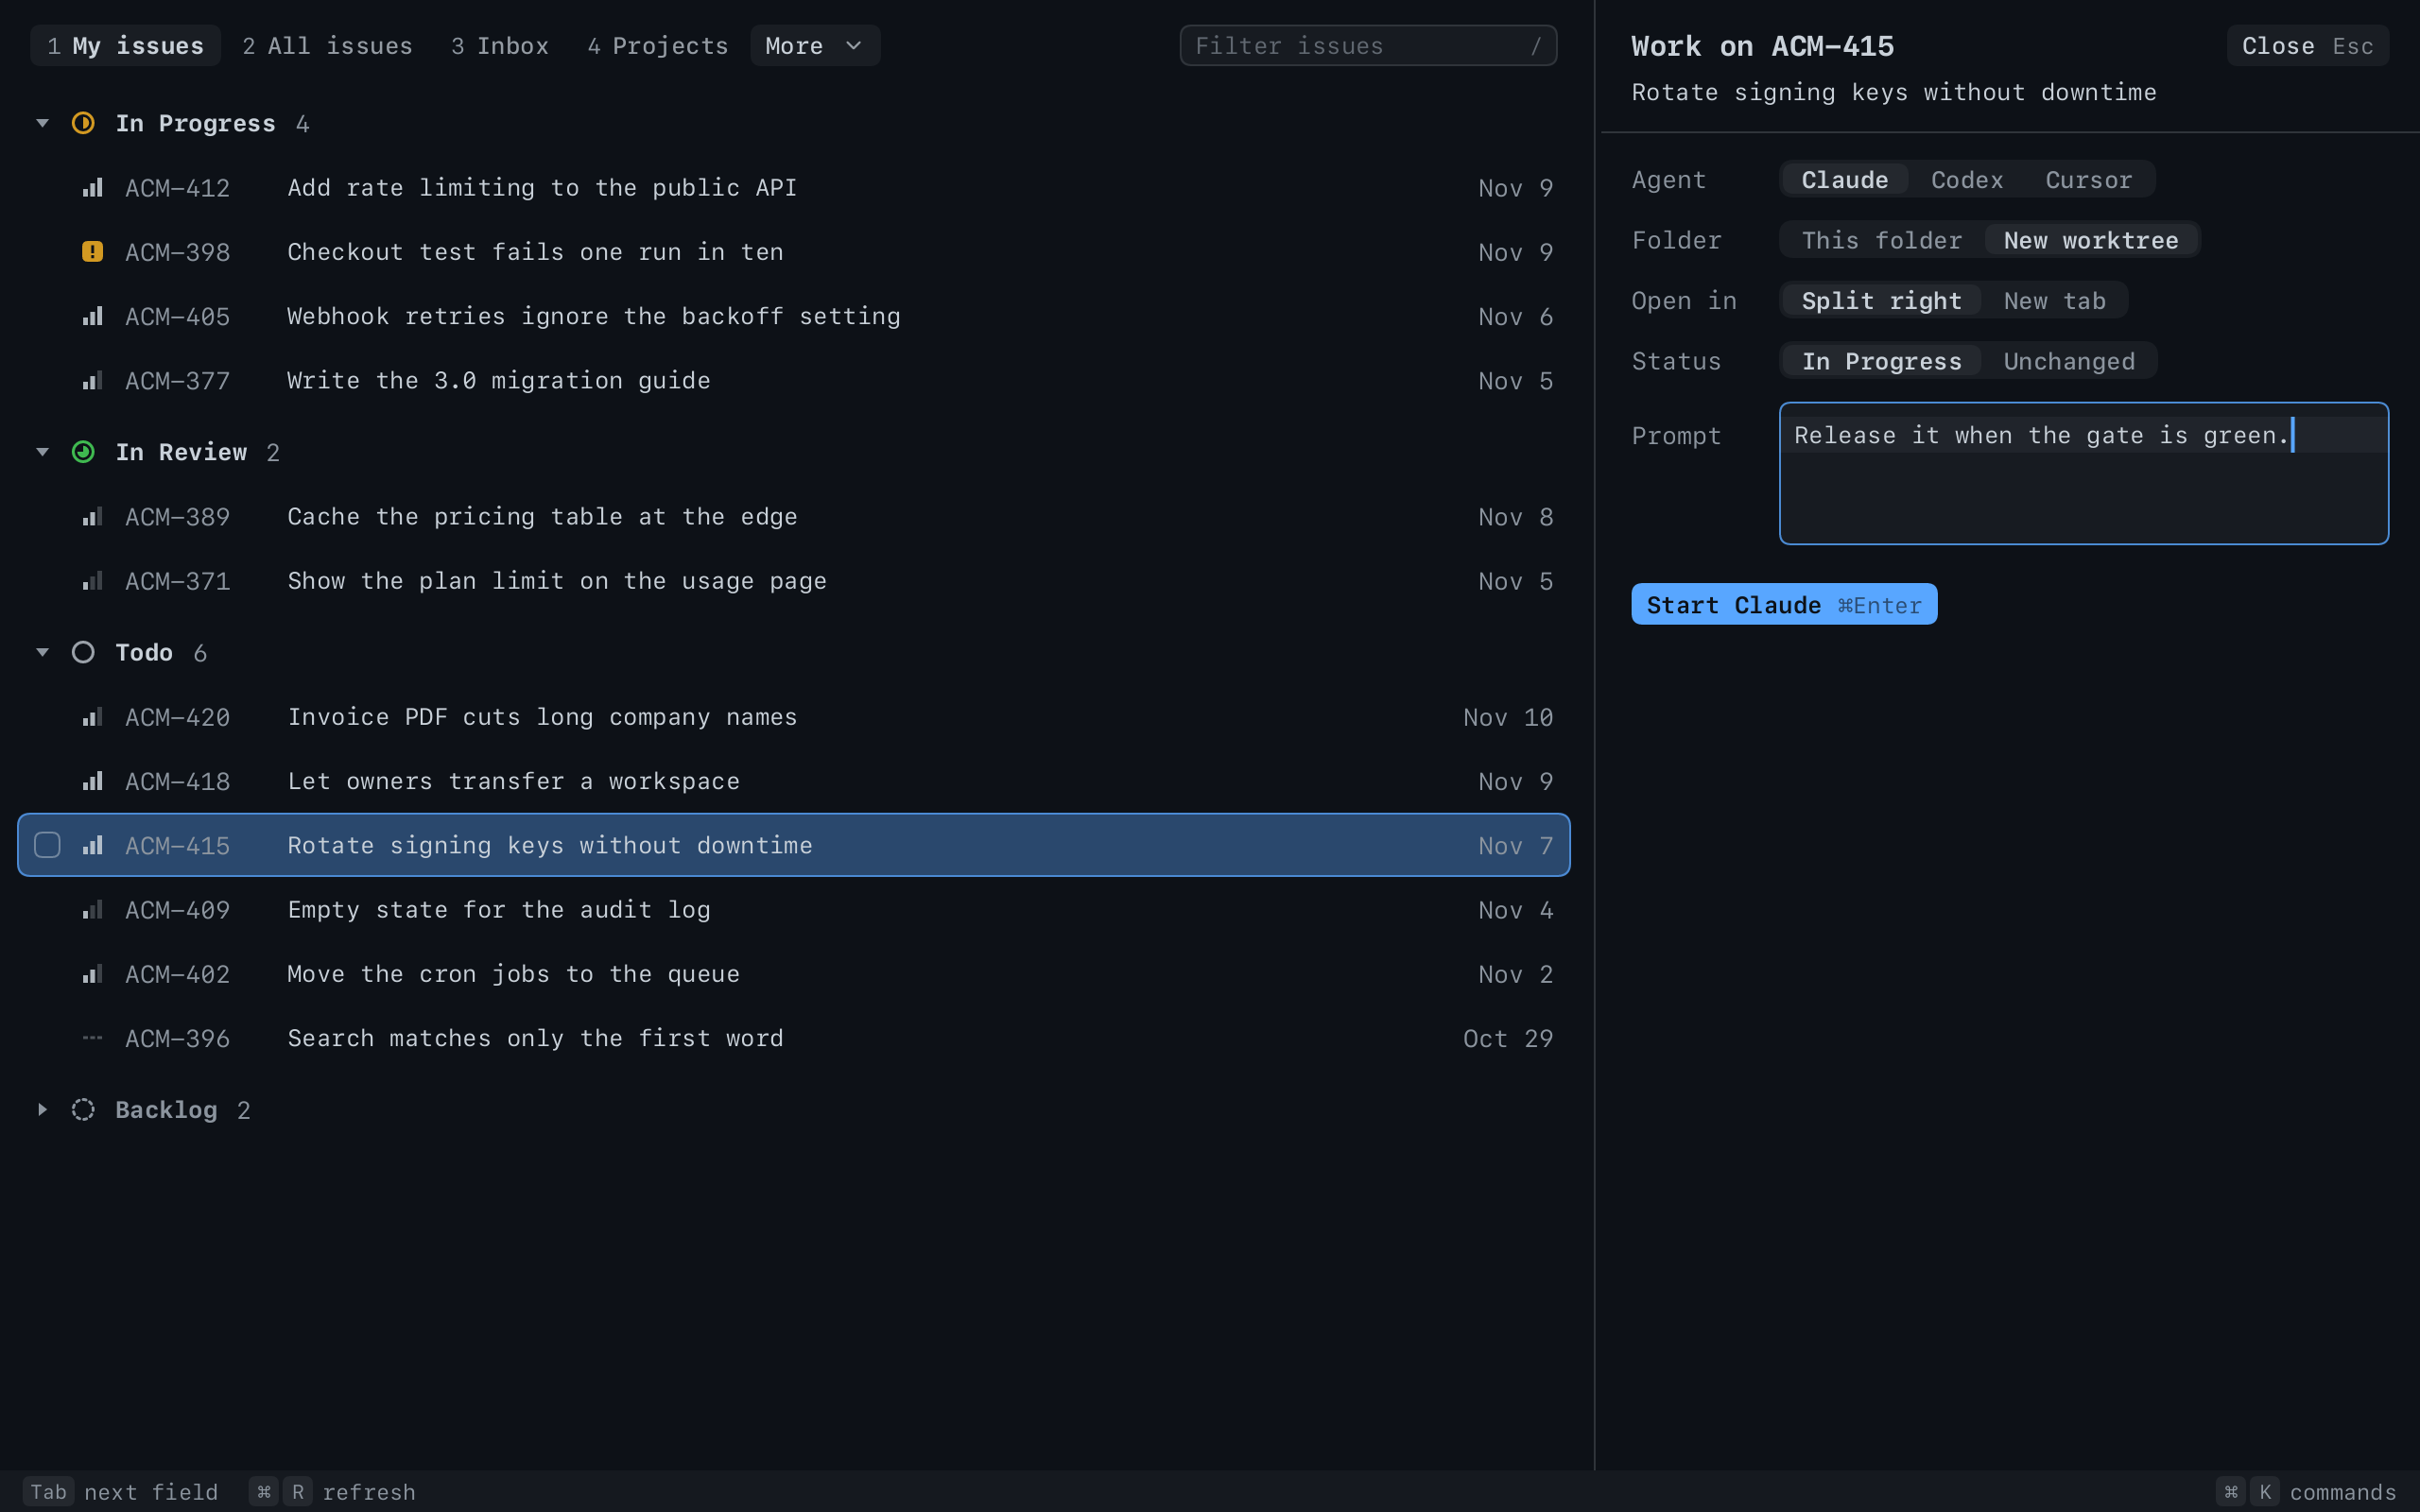 1 My issues 2 All issues 3 Inbox 4 Projects More Filter issues /
In Progress 4
ACM-412 Add rate limiting to the public API Nov 9
ACM-398 Checkout test fails one run in ten Nov 9
ACM-405 Webhook retries ignore the backoff setting Nov 6
ACM-377 Write the 3.0 migration guide Nov 5
In Review 2
ACM-389 Cache the pricing table at the edge Nov 8
ACM-371 Show the plan limit on the usage page Nov 5
Todo 6
ACM-420 Invoice PDF cuts long company names Nov 10
ACM-418 Let owners transfer a workspace Nov 9
ACM-415 Rotate signing keys without downtime Nov 7
ACM-409 Empty state for the audit log Nov 4
ACM-402 Move the cron jobs to the queue Nov 2
ACM-396 Search matches only the first word Oct 29
Backlog 2
Work on ACM-415 Close Esc
Rotate signing keys without downtime
Agent Claude Codex Cursor
Folder This folder New worktree
Open in Split right New tab
Status In Progress Unchanged
Prompt Release it when the gate is green.
Start Claude ⌘Enter
Tab next field ⌘ R refresh ⌘ K commands